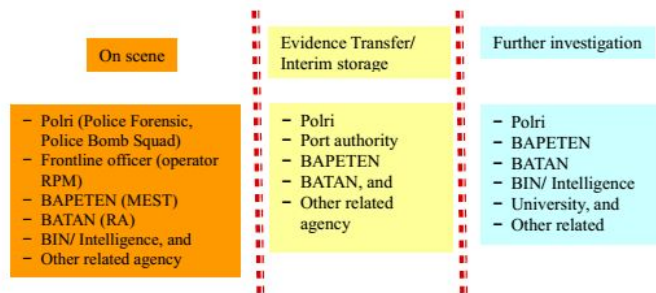 On scene
− Polri (Police Forensic,
Police Bomb Squad)
− Frontline officer (operator
RPM)
− BAPETEN (MEST)
− BATAN (RA)
− BIN/ Intelligence, and
− Other related agency
Evidence Transfer/
Interim storage
− Polri
− Port authority
− BAPETEN
− BATAN, and
− Other related
agency
Further investigation
− Polri
− BAPETEN
− BATAN
− BIN/ Intelligence
− University, and
− Other related